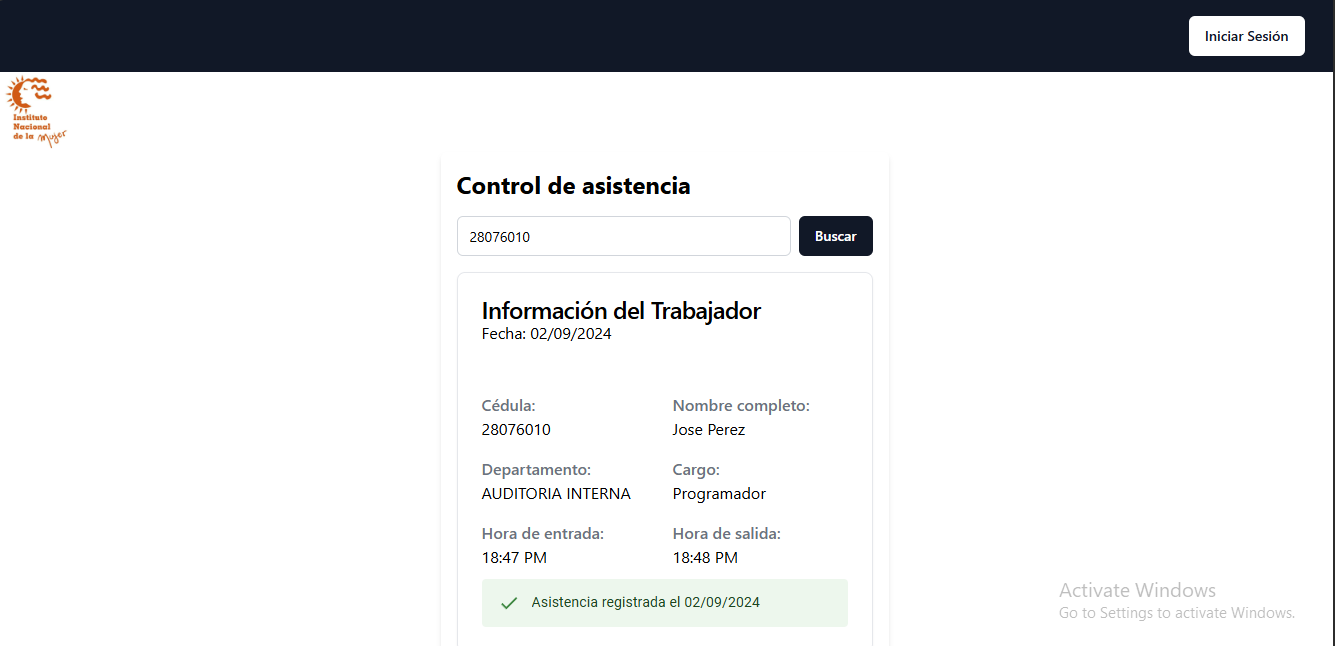 Iniciar Sesión
Instituto
Nacional
de la Mujer
Control de asistencia
28076010
Buscar
Información del Trabajador
Fecha: 02/09/2024
Cédula:
28076010
Nombre completo:
Jose Perez
Departamento:
AUDITORIA INTERNA
Cargo:
Programador
Hora de entrada:
18:47 PM
Hora de salida:
18:48 PM
Asistencia registrada el 02/09/2024
Activate Windows
Go to Settings to activate Windows.